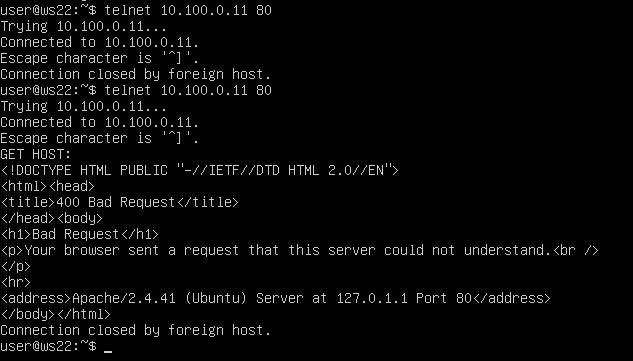 user@ws22:~$ telnet 10.100.0.11 80
Trying 10.100.0.11...
Connected to 10.100.0.11.
Escape character is '^]'.
Connection closed by foreign host.
user@ws22:~$ telnet 10.100.0.11 80
Trying 10.100.0.11...
Connected to 10.100.0.11.
Escape character is '^]'.
GET HOST:
<!DOCTYPE HTML PUBLIC "-//IETF//DTD HTML 2.0//EN">
<html><head>
<title>400 Bad Request</title>
</head><body>
<h1>Bad Request</h1>
<p>Your browser sent a request that this server could not understand.<br />
</p>
<hr>
<address>Apache/2.4.41 (Ubuntu) Server at 127.0.1.1 Port 80</address>
</body></html>
Connection closed by foreign host.
user@ws22:~$ _